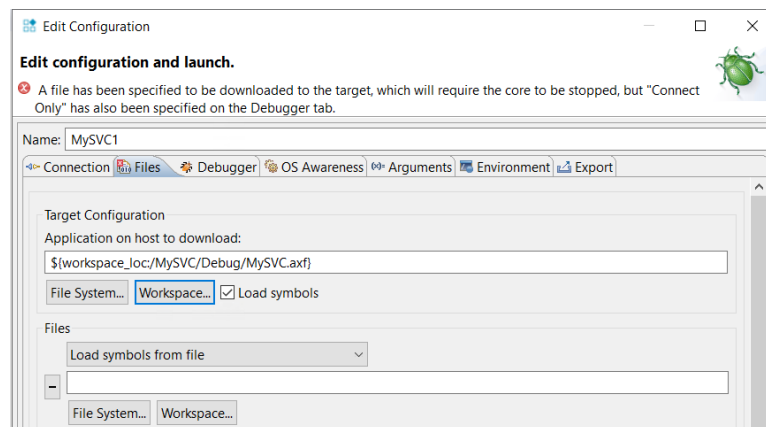 Edit Configuration
Edit configuration and launch.
A file has been specified to be downloaded to the target, which will require the core to be stopped, but "Connect
Only" has also been specified on the Debugger tab.
Name: MySVC1
Connection Files Debugger OS Awareness Arguments Environment Export
Target Configuration
Application on host to download:
${workspace_loc:/MySVC/Debug/MySVC.axf}
File System... Workspace... Load symbols
Files
Load symbols from file
File System... Workspace...